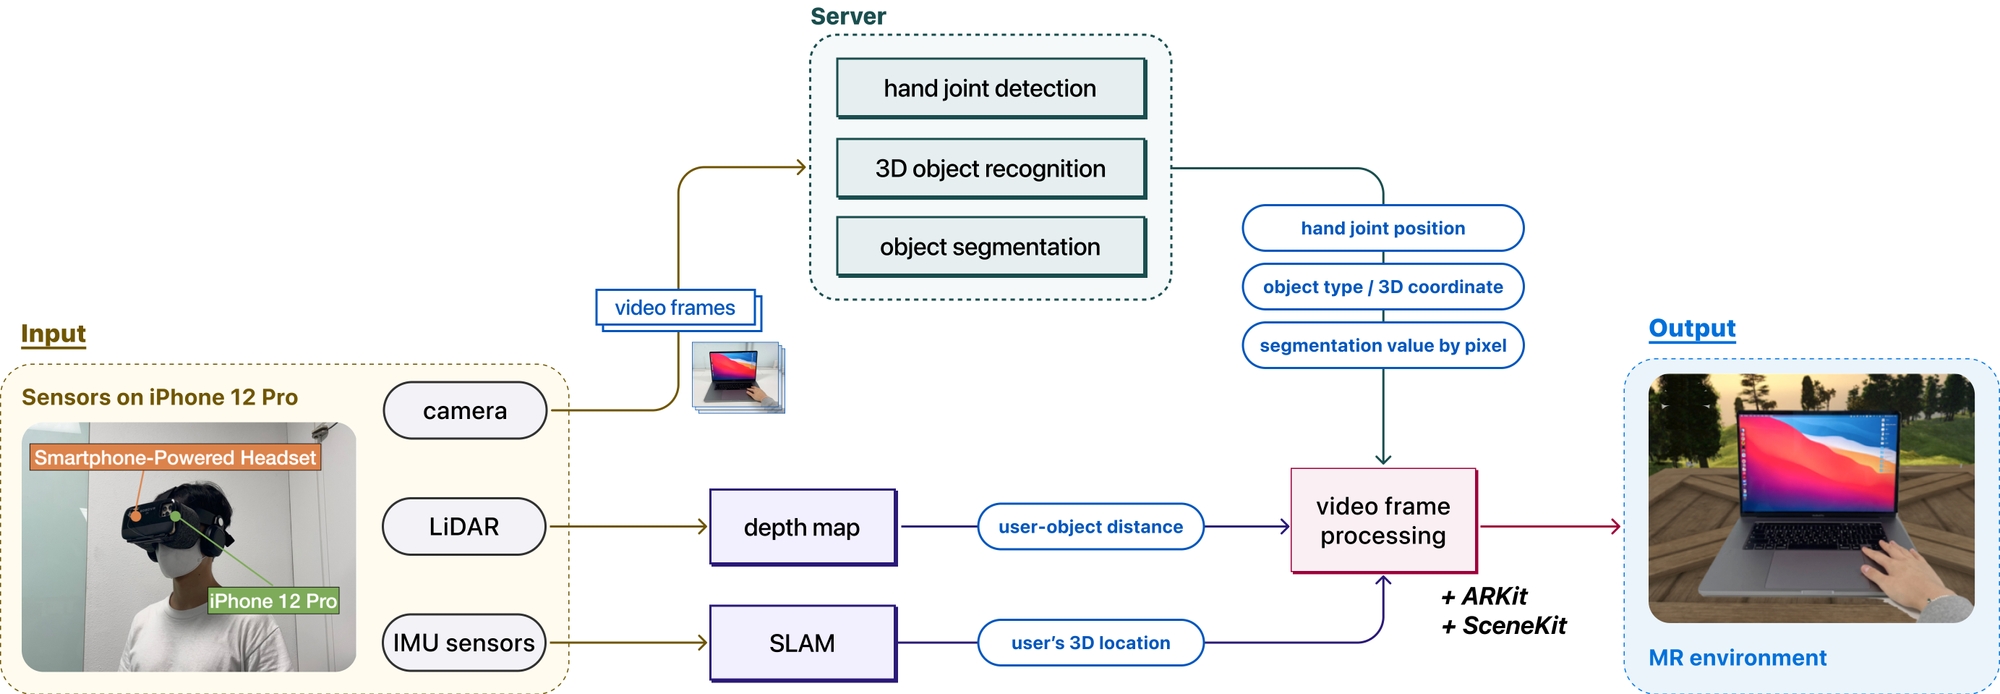 Server
hand joint detection
3D object recognition
object segmentation
video frames
hand joint position
object type / 3D coordinate
segmentation value by pixel
Input
Sensors on iPhone 12 Pro
Smartphone-Powered Headset
iPhone 12 Pro
camera
LiDAR
IMU sensors
depth map
SLAM
user-object distance
user's 3D location
video frame
processing
+ ARKit
+ SceneKit
Output
MR environment